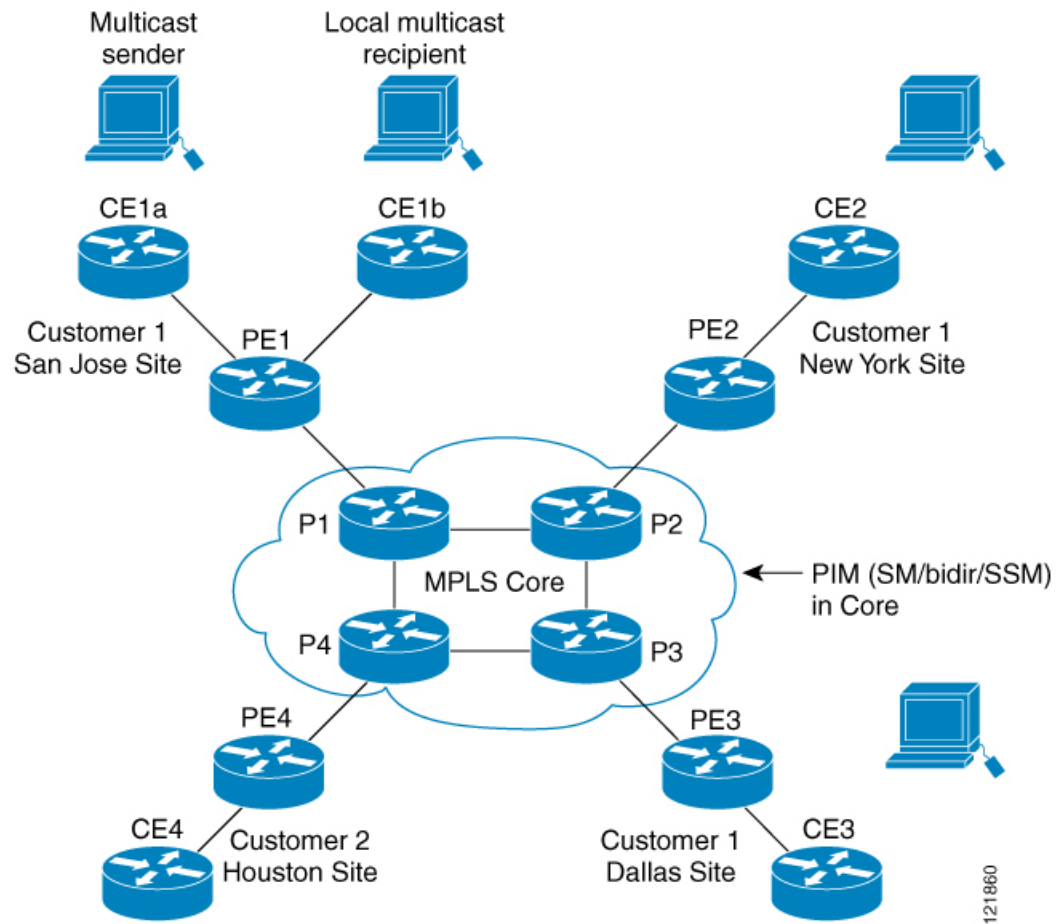 Multicast
sender
Local multicast
recipient
CE1a
CE1b
CE2
Customer 1
San Jose Site
PE1
PE2
Customer 1
New York Site
P1
P2
MPLS Core
PIM (SM/bidir/SSM)
in Core
P4
P3
PE4
PE3
CE4
Customer 2
Houston Site
Customer 1
Dallas Site
CE3
121860